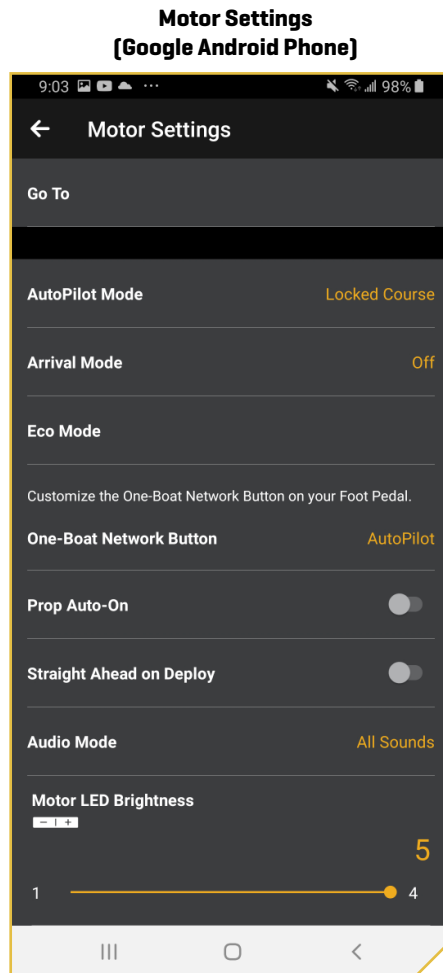 Motor Settings
(Google Android Phone)
9:03 ... 98%
Motor Settings
Go To
AutoPilot Mode Locked Course
Arrival Mode Off
Eco Mode
Customize the One-Boat Network Button on your Foot Pedal.
One-Boat Network Button AutoPilot
Prop Auto-On
Straight Ahead on Deploy
Audio Mode All Sounds
Motor LED Brightness
− | +
5
1 4